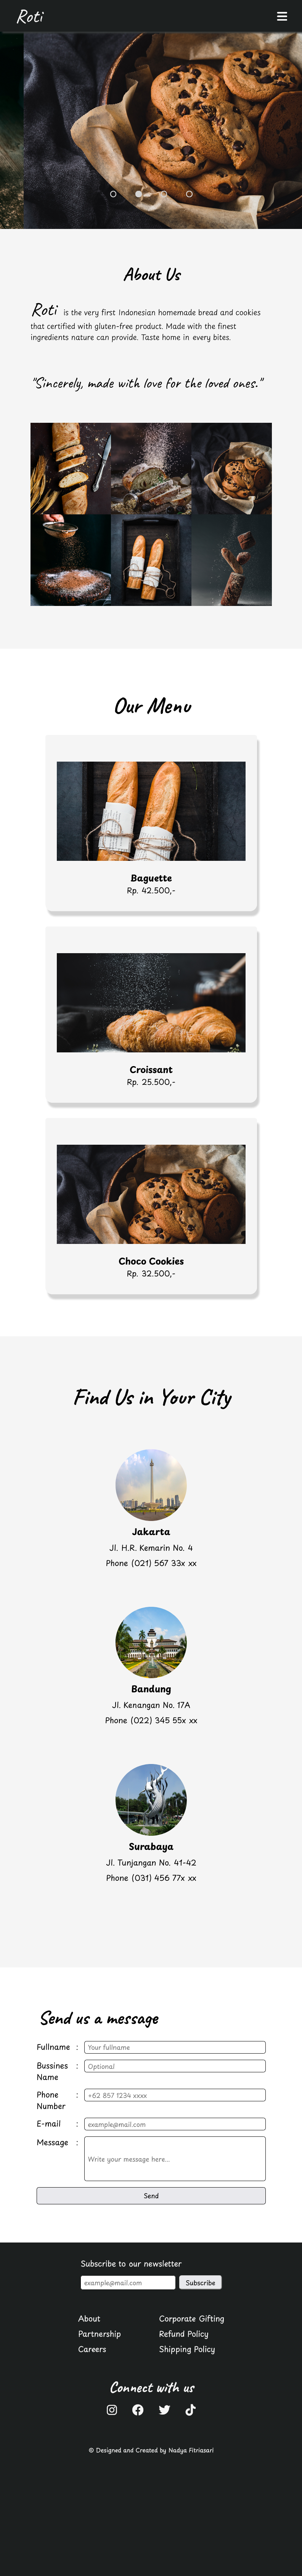 Roti
About Us
Roti is the very first Indonesian homemade bread and cookies
that certified with gluten-free product. Made with the finest
ingredients nature can provide. Taste home in every bites.
"Sincerely, made with love for the loved ones."
Our Menu
Baguette
Rp. 42.500,-
Croissant
Rp. 25.500,-
Choco Cookies
Rp. 32.500,-
Find Us in Your City
Jakarta
Jl. H.R. Kemarin No. 4
Phone (021) 567 33x xx
Bandung
Jl. Kenangan No. 17A
Phone (022) 345 55x xx
Surabaya
Jl. Tunjangan No. 41-42
Phone (031) 456 77x xx
Send us a message
Fullname : Your fullname
Bussines : Optional
Name
Phone : +62 857 1234 xxxx
Number
E-mail : example@mail.com
Message :
Write your message here...
Send
Subscribe to our newsletter
example@mail.com Subscribe
About Corporate Gifting
Partnership Refund Policy
Careers Shipping Policy
Connect with us
© Designed and Created by Nadya Fitriasari